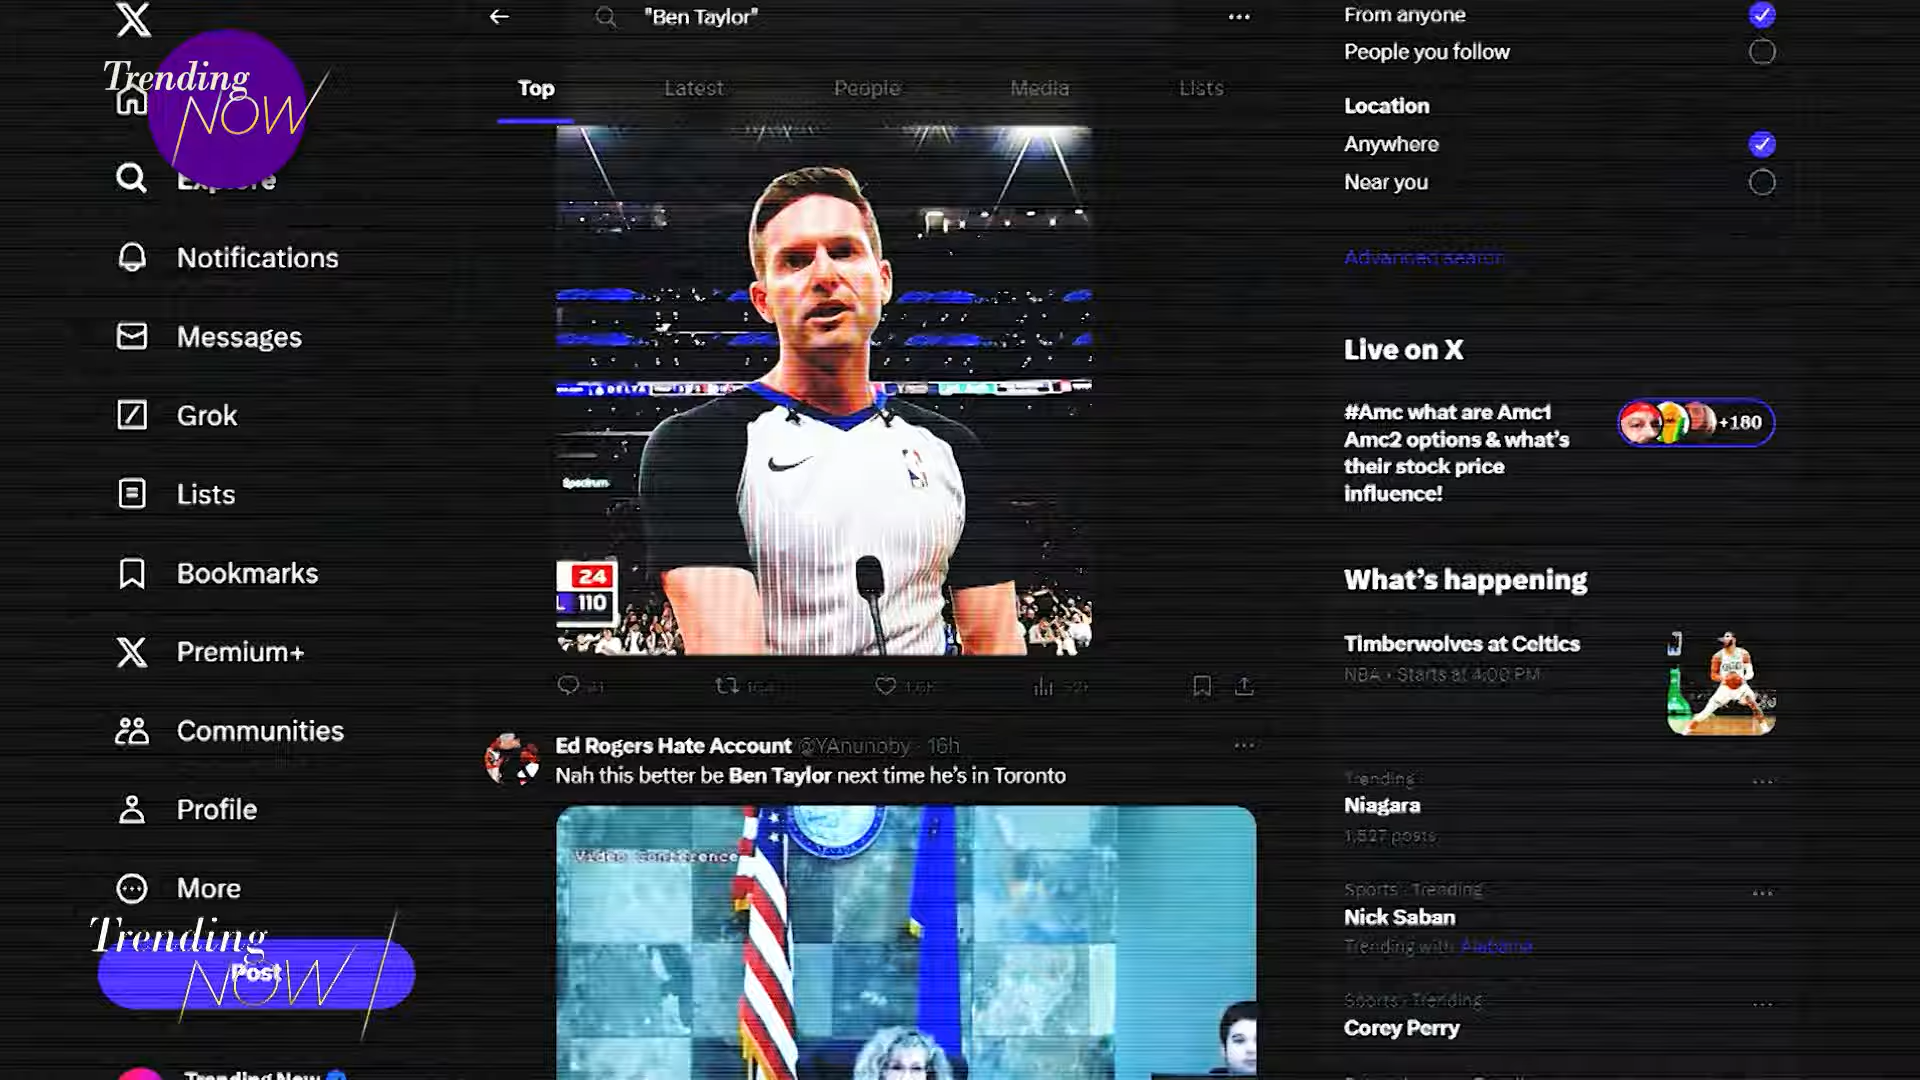 Trending
NOW
Explore
Notifications
Messages
Grok
Lists
Bookmarks
Premium+
Communities
Profile
More
Trending
NOW
Post
Trending Now
"Ben Taylor"
Top
Latest
People
Media
Lists
DELTA
Spectrum
24
L 110
Ed Rogers Hate Account @YAnunoby · 16h
Nah this better be Ben Taylor next time he's in Toronto
Video Conference
From anyone
People you follow
Location
Anywhere
Near you
Advanced search
Live on X
#Amc what are Amc1
Amc2 options & what's
their stock price
influence!
+180
What's happening
Timberwolves at Celtics
NBA · Starts at 4:00 PM
Trending
Niagara
1,527 posts
Sports · Trending
Nick Saban
Trending with Alabama
Sports · Trending
Corey Perry